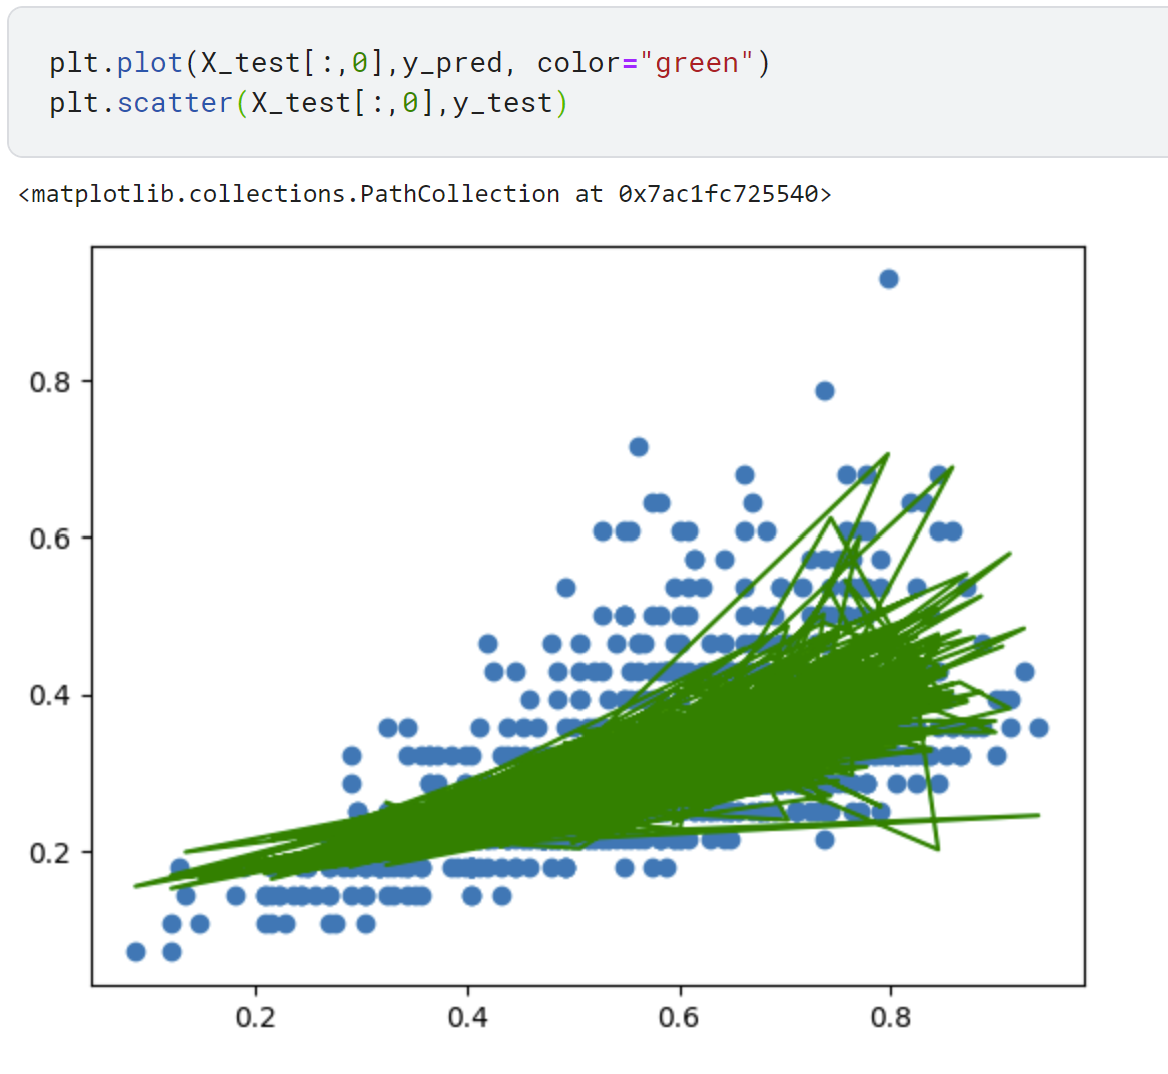 plt.plot(X_test[:,0],y_pred, color="green")
plt.scatter(X_test[:,0],y_test)
<matplotlib.collections.PathCollection at 0x7ac1fc725540>
0.8
0.6
0.4
0.2
0.2 0.4 0.6 0.8